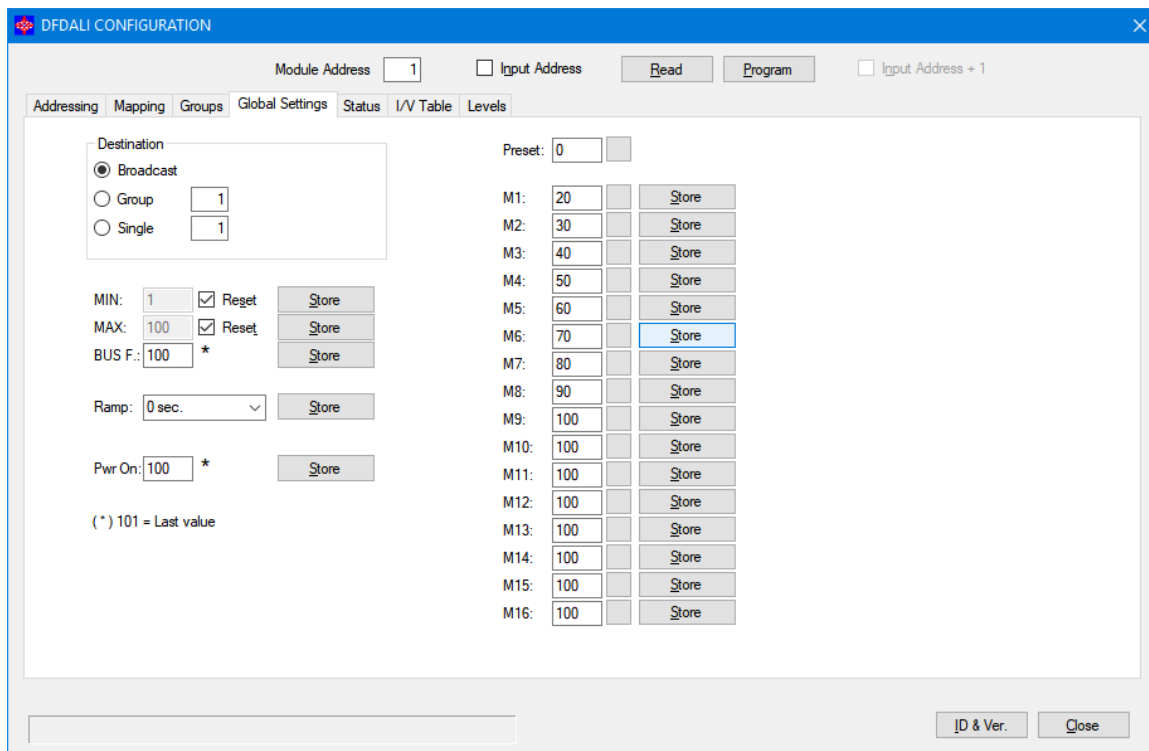 DFDALI CONFIGURATION
Module Address 1 Input Address Read Program Input Address + 1
Addressing Mapping Groups Global Settings Status I/V Table Levels
Destination
Broadcast
Group 1
Single 1
MIN: 1 Reset Store
MAX: 100 Reset Store
BUS F.: 100 * Store
Ramp: 0 sec. Store
Pwr On: 100 * Store
( * ) 101 = Last value
Preset: 0
M1: 20 Store
M2: 30 Store
M3: 40 Store
M4: 50 Store
M5: 60 Store
M6: 70 Store
M7: 80 Store
M8: 90 Store
M9: 100 Store
M10: 100 Store
M11: 100 Store
M12: 100 Store
M13: 100 Store
M14: 100 Store
M15: 100 Store
M16: 100 Store
ID & Ver. Close